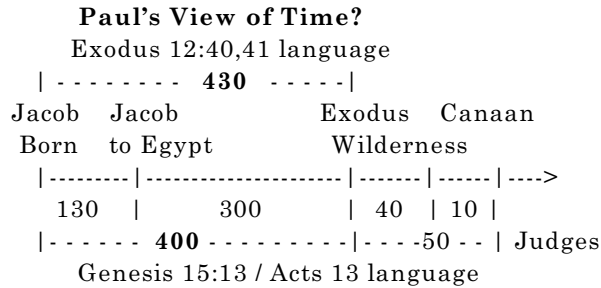 Paul's View of Time?
Exodus 12:40,41 language
| - - - - - - - - 430 - - - - -|
Jacob Jacob Exodus Canaan
Born to Egypt Wilderness
|---------|----------------------|-------|------|---->
130 | 300 | 40 | 10 |
|- - - - - - 400 - - - - - - - - -|- - - -50 - - | Judges
Genesis 15:13 / Acts 13 language